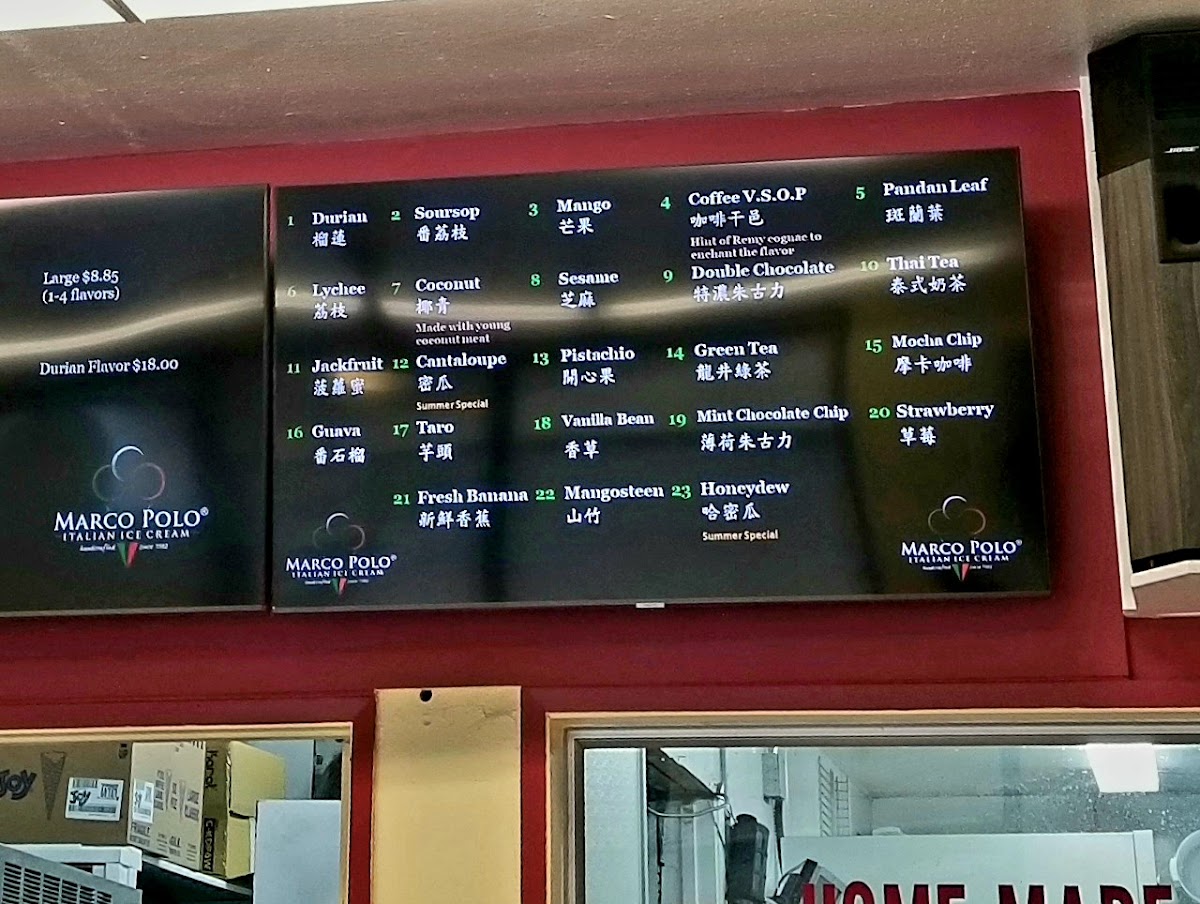 Large $8.85
(1-4 flavors)
Durian Flavor $18.00
MARCO POLO®
ITALIAN ICE CREAM
handcrafted since 1982
1 Durian
榴蓮
2 Soursop
番荔枝
3 Mango
芒果
4 Coffee V.S.O.P
咖啡干邑
Hint of Remy cognac to
enchant the flavor
5 Pandan Leaf
斑蘭葉
6 Lychee
荔枝
7 Coconut
椰青
Made with young
coconut meat
8 Sesame
芝麻
9 Double Chocolate
特濃朱古力
10 Thai Tea
泰式奶茶
11 Jackfruit
菠蘿蜜
12 Cantaloupe
密瓜
Summer Special
13 Pistachio
開心果
14 Green Tea
龍井綠茶
15 Mocha Chip
摩卡咖啡
16 Guava
番石榴
17 Taro
芋頭
18 Vanilla Bean
香草
19 Mint Chocolate Chip
薄荷朱古力
20 Strawberry
草莓
21 Fresh Banana
新鮮香蕉
22 Mangosteen
山竹
23 Honeydew
哈密瓜
Summer Special
MARCO POLO®
ITALIAN ICE CREAM
MARCO POLO®
ITALIAN ICE CREAM
BOSE
JOY
JOY
HOME MADE